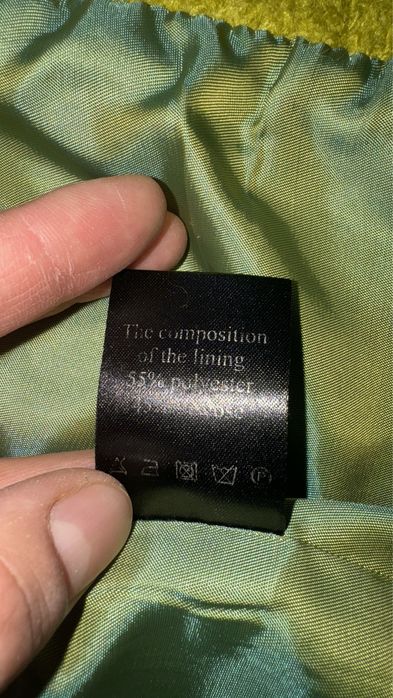 The composition
of the lining
55% polyester